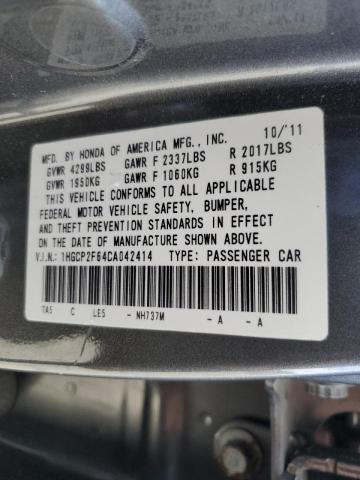 MFD. BY HONDA OF AMERICA MFG., INC. 10/'11
GVWR 4299LBS GAWR F 2337LBS R 2017LBS
GVWR 1950KG GAWR F 1060KG R 915KG
THIS VEHICLE CONFORMS TO ALL APPLICABLE
FEDERAL MOTOR VEHICLE SAFETY, BUMPER,
AND THEFT PREVENTION STANDARDS IN EFFECT
ON THE DATE OF MANUFACTURE SHOWN ABOVE.
V.I.N.: 1HGCP2F64CA042414 TYPE: PASSENGER CAR
TA5 C LE5 - NH737M - A - A